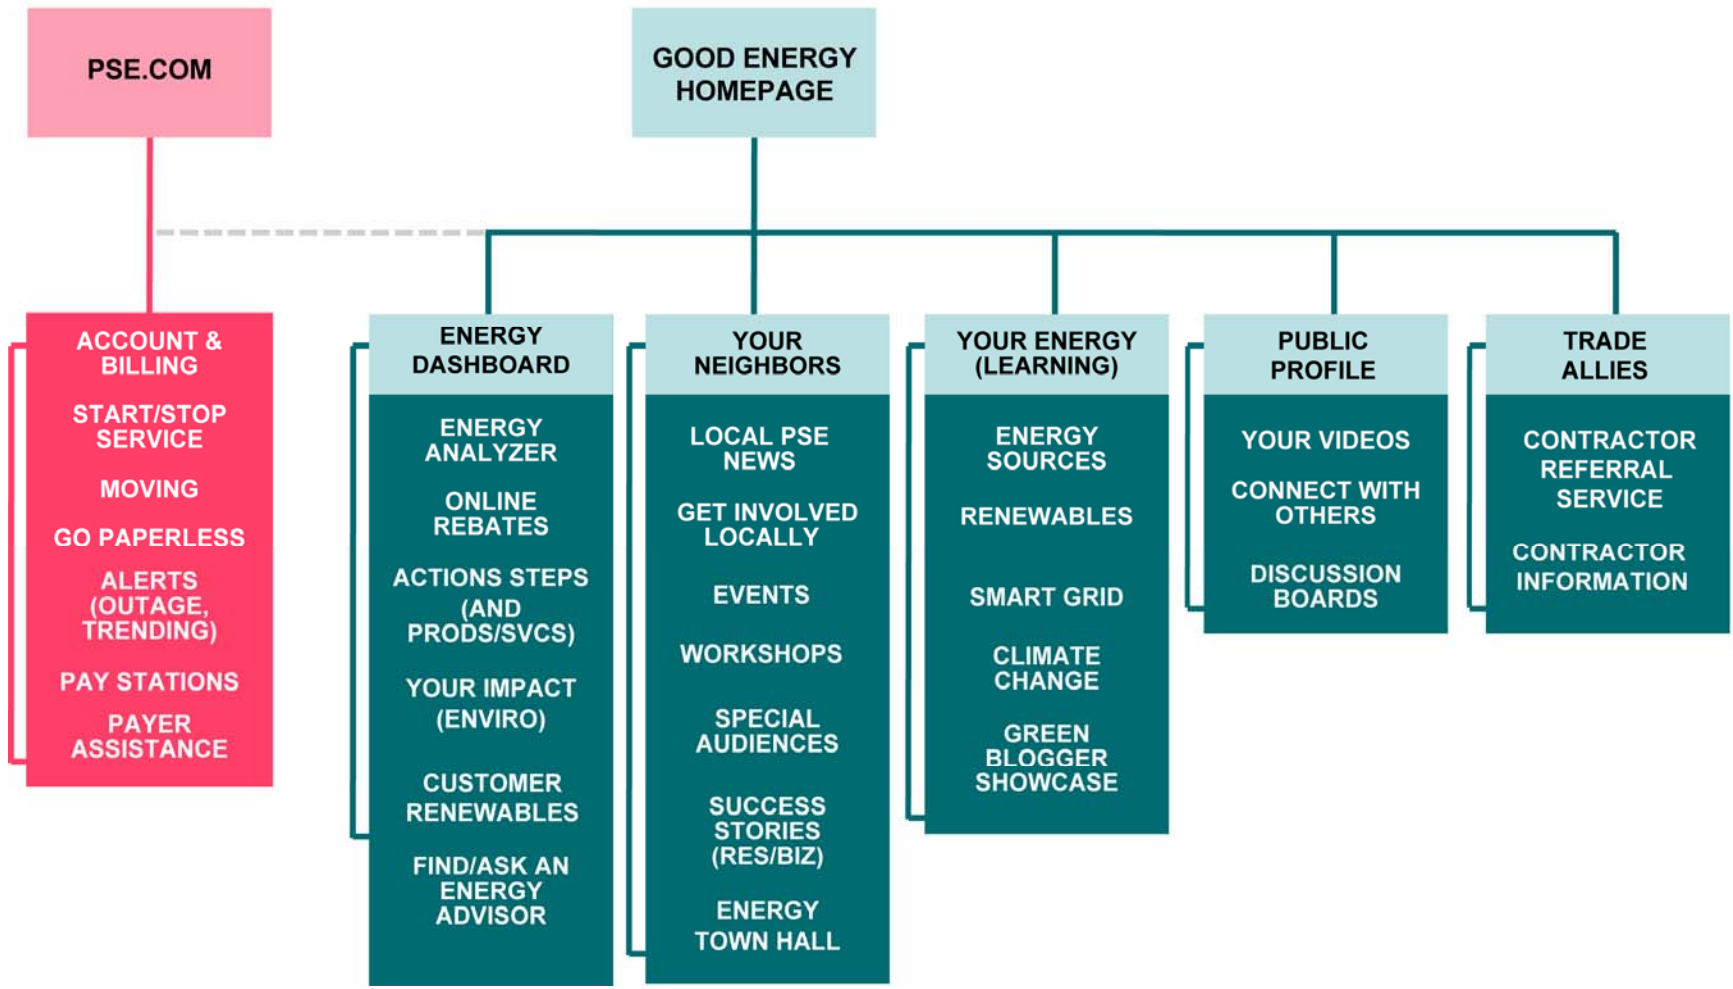 PSE.COM
GOOD ENERGY
HOMEPAGE
ACCOUNT &
BILLING
START/STOP
SERVICE
MOVING
GO PAPERLESS
ALERTS
(OUTAGE,
TRENDING)
PAY STATIONS
PAYER
ASSISTANCE
ENERGY
DASHBOARD
ENERGY
ANALYZER
ONLINE
REBATES
ACTIONS STEPS
(AND
PRODS/SVCS)
YOUR IMPACT
(ENVIRO)
CUSTOMER
RENEWABLES
FIND/ASK AN
ENERGY
ADVISOR
YOUR
NEIGHBORS
LOCAL PSE
NEWS
GET INVOLVED
LOCALLY
EVENTS
WORKSHOPS
SPECIAL
AUDIENCES
SUCCESS
STORIES
(RES/BIZ)
ENERGY
TOWN HALL
YOUR ENERGY
(LEARNING)
ENERGY
SOURCES
RENEWABLES
SMART GRID
CLIMATE
CHANGE
GREEN
BLOGGER
SHOWCASE
PUBLIC
PROFILE
YOUR VIDEOS
CONNECT WITH
OTHERS
DISCUSSION
BOARDS
TRADE
ALLIES
CONTRACTOR
REFERRAL
SERVICE
CONTRACTOR
INFORMATION